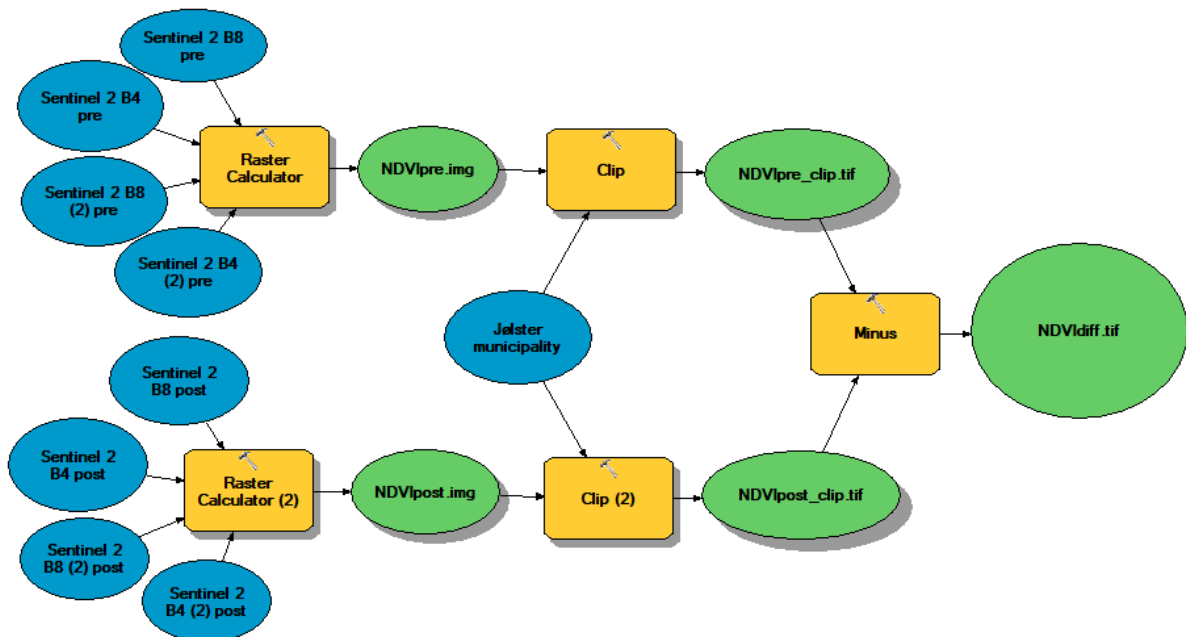 Sentinel 2 B8
pre
Sentinel 2 B4
pre
Sentinel 2 B8
(2) pre
Sentinel 2 B4
(2) pre
Raster
Calculator
NDVIpre.img
Clip
NDVIpre_clip.tif
Jølster
municipality
Minus
NDVIdiff.tif
Sentinel 2
B8 post
Sentinel 2
B4 post
Sentinel 2
B8 (2) post
Sentinel 2
B4 (2) post
Raster
Calculator (2)
NDVIpost.img
Clip (2)
NDVIpost_clip.tif